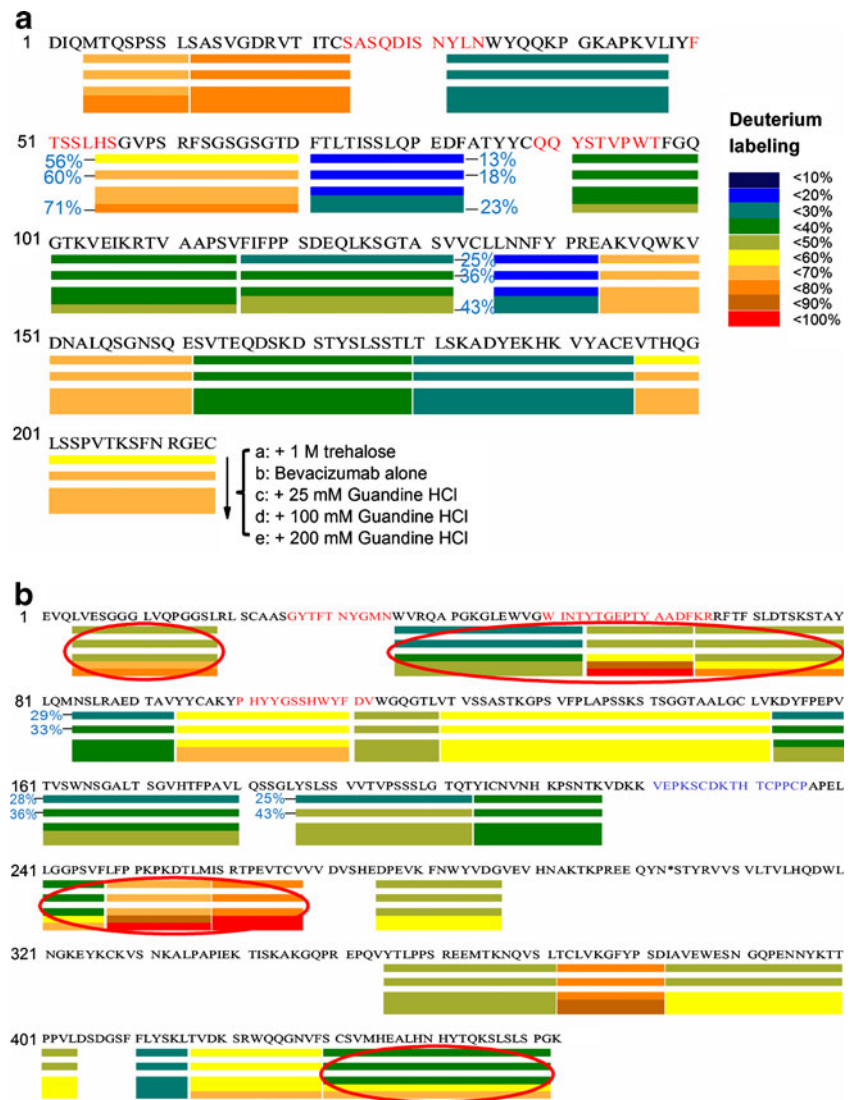 a
1 DIQMTQSPSS LSASVGDRVT ITCSASQDIS NYLNWYQQKP GKAPKVLIYF
51 TSSLHSGVPS RFSGSGSGTD FTLTISSLQP EDFATYYCQQ YSTVPWTFGQ
56% 13%
60% 18%
71% 23%
Deuterium
labeling
<10%
<20%
<30%
<40%
<50%
<60%
<70%
<80%
<90%
<100%
101 GTKVEIKRTV AAPSVFIFPP SDEQLKSGTA SVVCLLNNFY PREAKVQWKV
25%
36%
43%
151 DNALQSGNSQ ESVTEQDSKD STYSLSSTLT LSKADYEKHK VYACEVTHQG
201 LSSPVTKSFN RGEC
a: + 1 M trehalose
b: Bevacizumab alone
c: + 25 mM Guandine HCl
d: + 100 mM Guandine HCl
e: + 200 mM Guandine HCl
b
1 EVQLVESGGG LVQPGGSLRL SCAASGYTFT NYGMNWVRQA PGKGLEWVGW INTYTGEPTY AADFKRRFTF SLDTSKSTAY
81 LQMNSLRAED TAVYYCAKYP HYYGSSHWYF DVWGQGTLVT VSSASTKGPS VFPLAPSSKS TSGGTAALGC LVKDYFPEPV
29%
33%
161 TVSWNSGALT SGVHTFPAVL QSSGLYSLSS VVTVPSSSLG TQTYICNVNH KPSNTKVDKK VEPKSCDKTH TCPPCPAPEL
28% 25%
36% 43%
241 LGGPSVFLFPP PKPKDTLMIS RTPEVTCVVV DVSHEDPEVK FNWYVDGVEV HNAKTKPREE QYN*STYRVVS VLTVLHQDWL
321 NGKEYKCKVS NKALPAPIEK TISKAKGQPR EPQVYTLPPS REEMTKNQVS LTCLVKGFYP SDIAVEWESN GQPENNYKTT
401 PPVLDSDGSF FLYSKLTVDK SRWQQGNVFS CSVMHEALHN HYTQKSLSLS PGK